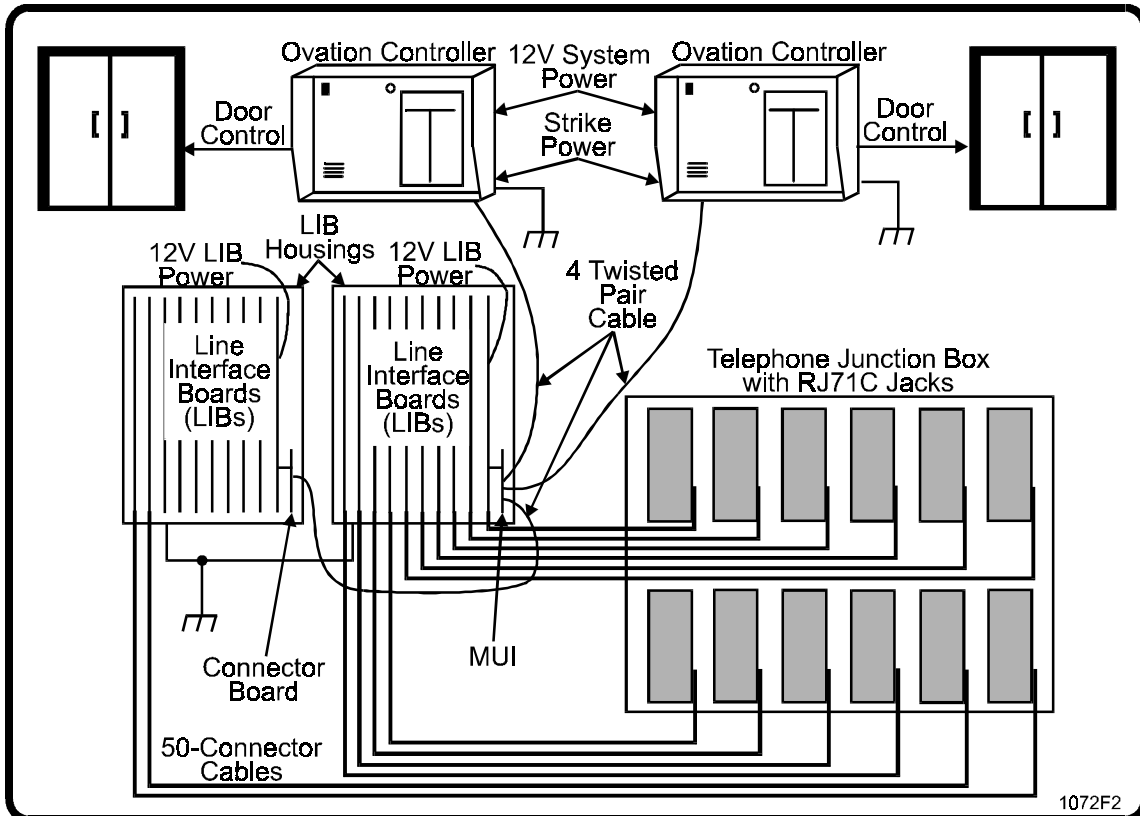 Ovation Controller
12V System
Power
Ovation Controller
Door
Control
Strike
Power
Door
Control
LIB
Housings
12V LIB
Power
12V LIB
Power
4 Twisted
Pair
Cable
Line
Interface
Boards
(LIBs)
Line
Interface
Boards
(LIBs)
Telephone Junction Box
with RJ71C Jacks
Connector
Board
MUI
50-Connector
Cables
1072F2